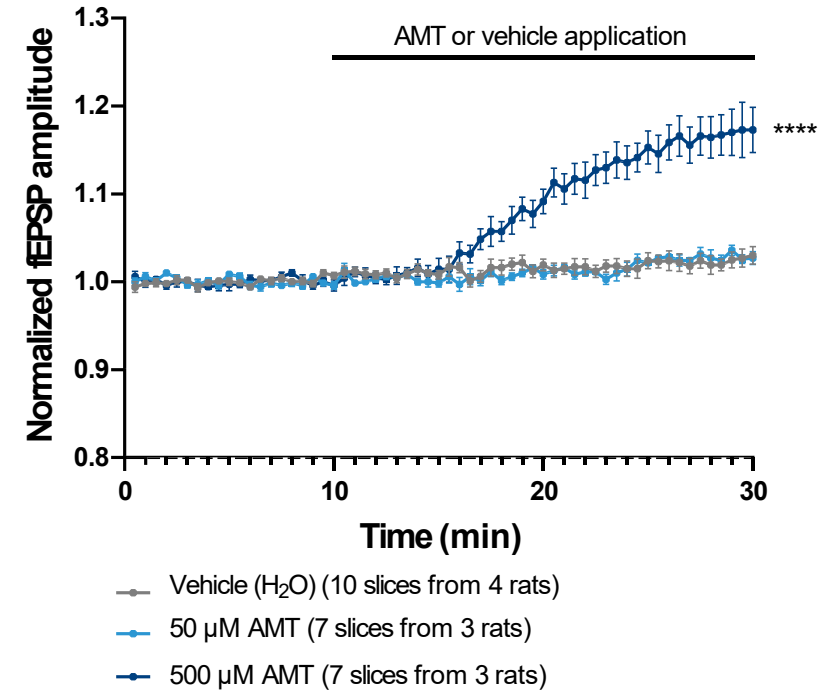 AMT or vehicle application
Normalized fEPSP amplitude
1.3
1.2
1.1
1.0
0.9
0.8
****
0 10 20 30
Time (min)
Vehicle (H₂O) (10 slices from 4 rats)
50 µM AMT (7 slices from 3 rats)
500 µM AMT (7 slices from 3 rats)